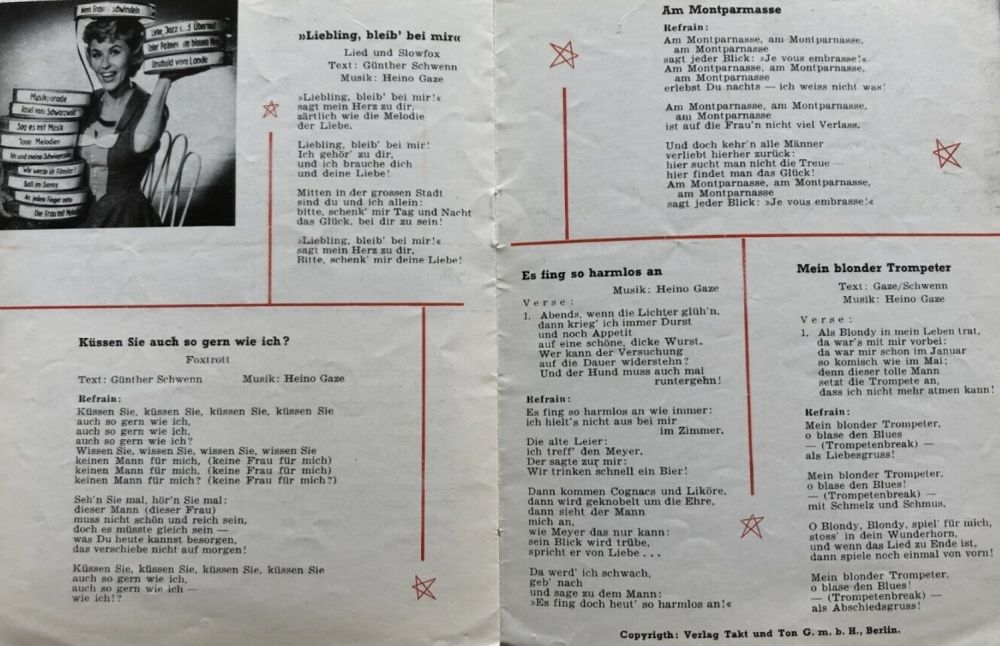 Wenn Frauen schwindeln
Liebe, Jazz und Übermut
Unter Palmen am blauen Meer
Unschuld vom Lande
Musikparade
Rosel vom Schwarzwald
Sag es mit Musik
1000 Melodien
Ich und meine Schwiegersöhne
Wie werde ich Filmstar?
Ball im Savoy
An jedem Finger zehn
Die Frau mit
»Liebling, bleib' bei mir«
Lied und Slowfox
Text: Günther Schwenn
Musik: Heino Gaze
»Liebling, bleib' bei mir!«
sagt mein Herz zu dir,
zärtlich wie die Melodie
der Liebe.
Liebling, bleib' bei mir!
Ich gehör' zu dir,
und ich brauche dich
und deine Liebe!
Mitten in der grossen Stadt
sind du und ich allein:
bitte, schenk' mir Tag und Nacht
das Glück, bei dir zu sein!
»Liebling, bleib' bei mir!«
sagt mein Herz zu dir.
Bitte, schenk' mir deine Liebe!
Küssen Sie auch so gern wie ich?
Foxtrott
Text: Günther Schwenn Musik: Heino Gaze
Refrain:
Küssen Sie, küssen Sie, küssen Sie, küssen Sie
auch so gern wie ich,
auch so gern wie ich,
auch so gern wie ich?
Wissen Sie, wissen Sie, wissen Sie, wissen Sie
keinen Mann für mich, (keine Frau für mich)
keinen Mann für mich, (keine Frau für mich)
keinen Mann für mich? (keine Frau für mich?)
Seh'n Sie mal, hör'n Sie mal:
dieser Mann (dieser Frau)
muss nicht schön und reich sein,
doch es müsste gleich sein —
was Du heute kannst besorgen,
das verschiebe nicht auf morgen!
Küssen Sie, küssen Sie, küssen Sie, küssen Sie
auch so gern wie ich,
auch so gern wie ich —
wie ich!?
Am Montparmasse
Refrain:
Am Montparnasse, am Montparnasse,
am Montparnasse
sagt jeder Blick: »Je vous embrasse!«
Am Montparnasse, am Montparnasse,
am Montparnasse
erlebst Du nachts — ich weiss nicht was!
Am Montparnasse, am Montparnasse,
am Montparnasse
ist auf die Frau'n nicht viel Verlass.
Und doch kehr'n alle Männer
verliebt hierher zurück:
hier sucht man nicht die Treue —
hier findet man das Glück!
Am Montparnasse, am Montparnasse,
am Montparnasse
sagt jeder Blick: »Je vous embrasse!«
Es fing so harmlos an
Musik: Heino Gaze
Verse:
1. Abends, wenn die Lichter glüh'n,
dann krieg' ich immer Durst
und noch Appetit
auf eine schöne, dicke Wurst.
Wer kann der Versuchung
auf die Dauer widerstehn?
Und der Hund muss auch mal
runtergehn!
Refrain:
Es fing so harmlos an wie immer:
ich hielt's nicht aus bei mir
im Zimmer.
Die alte Leier:
ich treff' den Meyer.
Der sagte zur mir:
Wir trinken schnell ein Bier!
Dann kommen Cognacs und Liköre,
dann wird geknobelt um die Ehre,
dann sieht der Mann
mich an,
wie Meyer das nur kann:
sein Blick wird trübe,
spricht er von Liebe . . .
Da werd' ich schwach,
geb' nach
und sage zu dem Mann:
»Es fing doch heut' so harmlos an!«
Mein blonder Trompeter
Text: Gaze/Schwenn
Musik: Heino Gaze
Verse:
1. Als Blondy in mein Leben trat,
da war's mit mir vorbei:
da war mir schon im Januar
so komisch wie im Mai:
denn dieser tolle Mann
setzt die Trompete an,
dass ich nicht mehr atmen kann!
Refrain:
Mein blonder Trompeter,
o blase den Blues
— (Trompetenbreak) —
als Liebesgruss!
Mein blonder Trompeter,
o blase den Blues!
— (Trompetenbreak) —
mit Schmelz und Schmus.
O Blondy, Blondy, spiel' für mich,
stoss' in dein Wunderhorn,
und wenn das Lied zu Ende ist,
dann spiele noch einmal von vorn!
Mein blonder Trompeter,
o blase den Blues!
— (Trompetenbreak) —
als Abschiedsgruss!
Copyrigth: Verlag Takt und Ton G. m. b. H., Berlin.